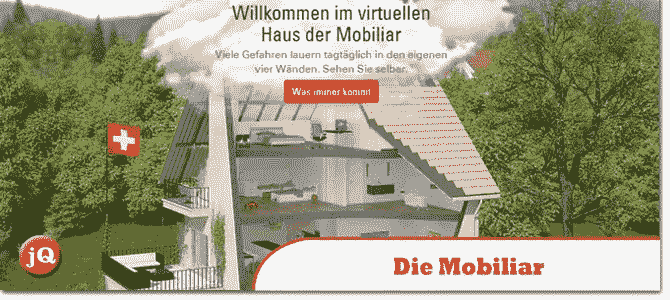 Willkommen im virtuellen
Haus der Mobiliar
Viele Gefahren lauern tagtäglich in den eigenen
vier Wänden. Sehen Sie selber.
Was immer kommt
jQ
Die Mobiliar